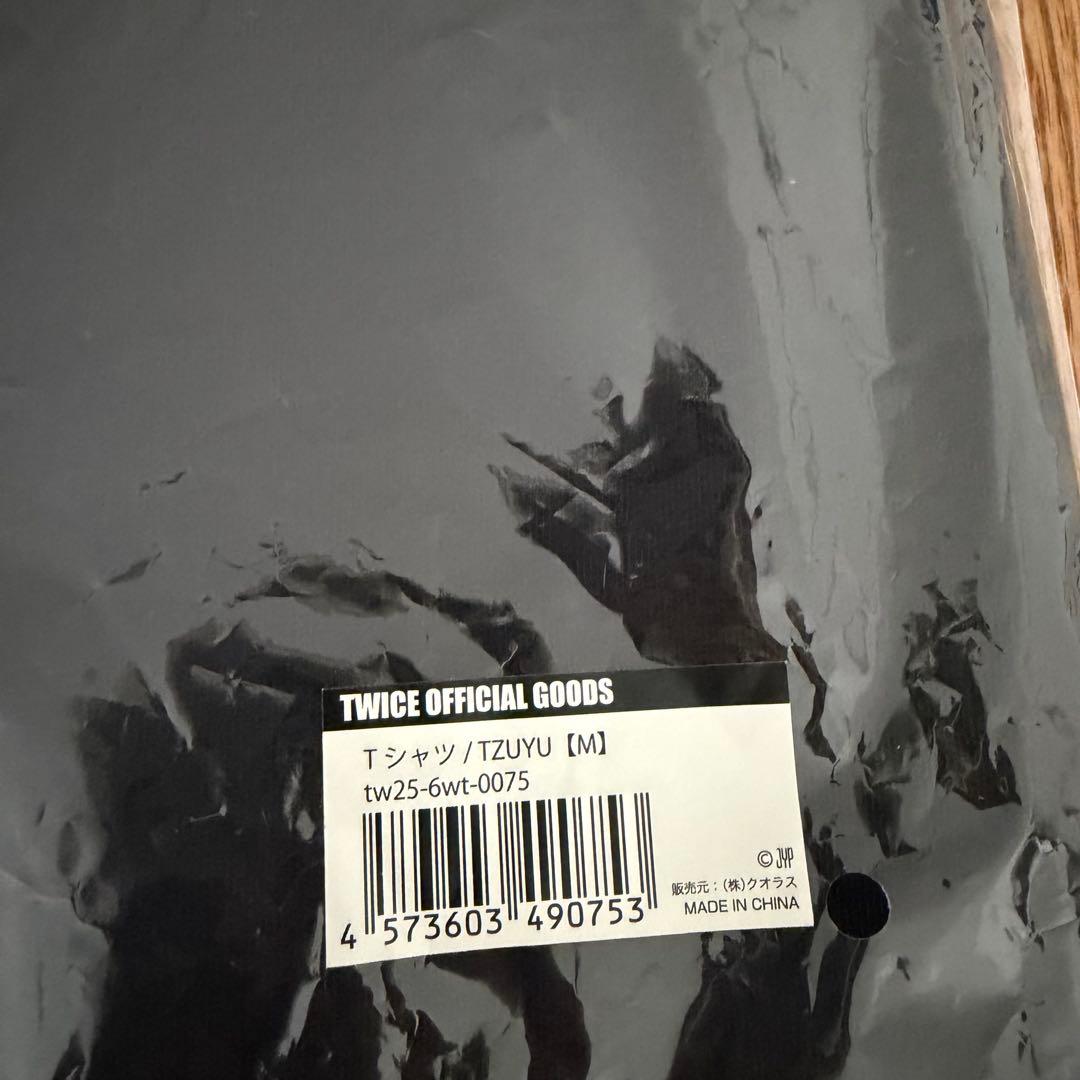 TWICE OFFICIAL GOODS
Tシャツ / TZUYU【M】
tw25-6wt-0075
4 573603 490753
© JYP
販売元：(株)クオラス
MADE IN CHINA